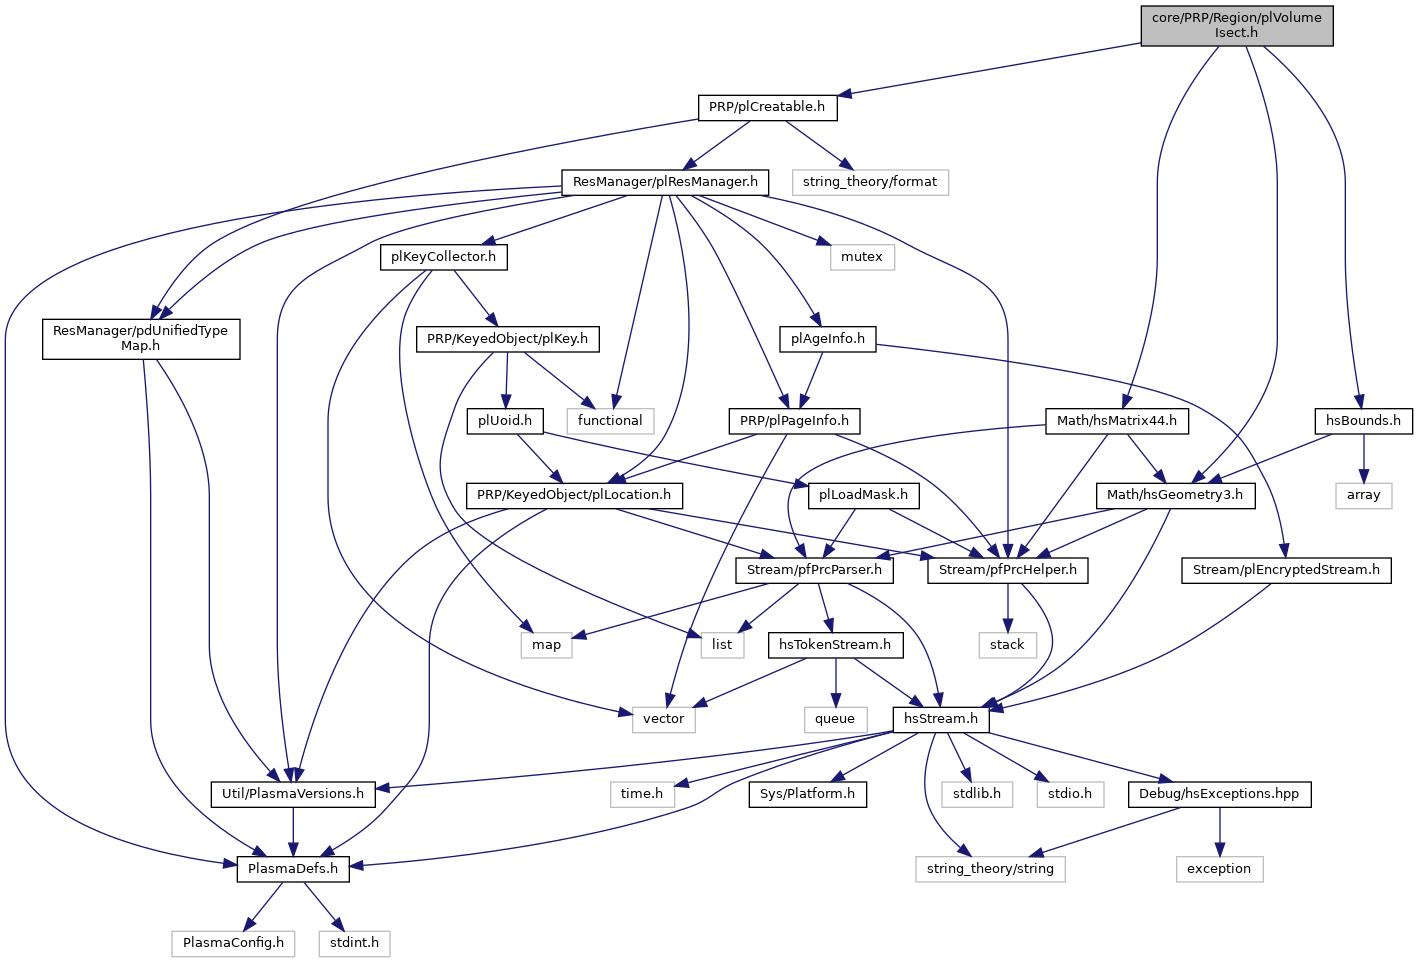 core/PRP/Region/plVolume
Isect.h
PRP/plCreatable.h
ResManager/plResManager.h
string_theory/format
plKeyCollector.h
mutex
ResManager/pdUnifiedType
Map.h
PRP/KeyedObject/plKey.h
plAgeInfo.h
plUoid.h
functional
PRP/plPageInfo.h
Math/hsMatrix44.h
hsBounds.h
PRP/KeyedObject/plLocation.h
plLoadMask.h
Math/hsGeometry3.h
array
Stream/pfPrcParser.h
Stream/pfPrcHelper.h
Stream/plEncryptedStream.h
map
list
hsTokenStream.h
stack
vector
queue
hsStream.h
Util/PlasmaVersions.h
time.h
Sys/Platform.h
stdlib.h
stdio.h
Debug/hsExceptions.hpp
PlasmaDefs.h
string_theory/string
exception
PlasmaConfig.h
stdint.h